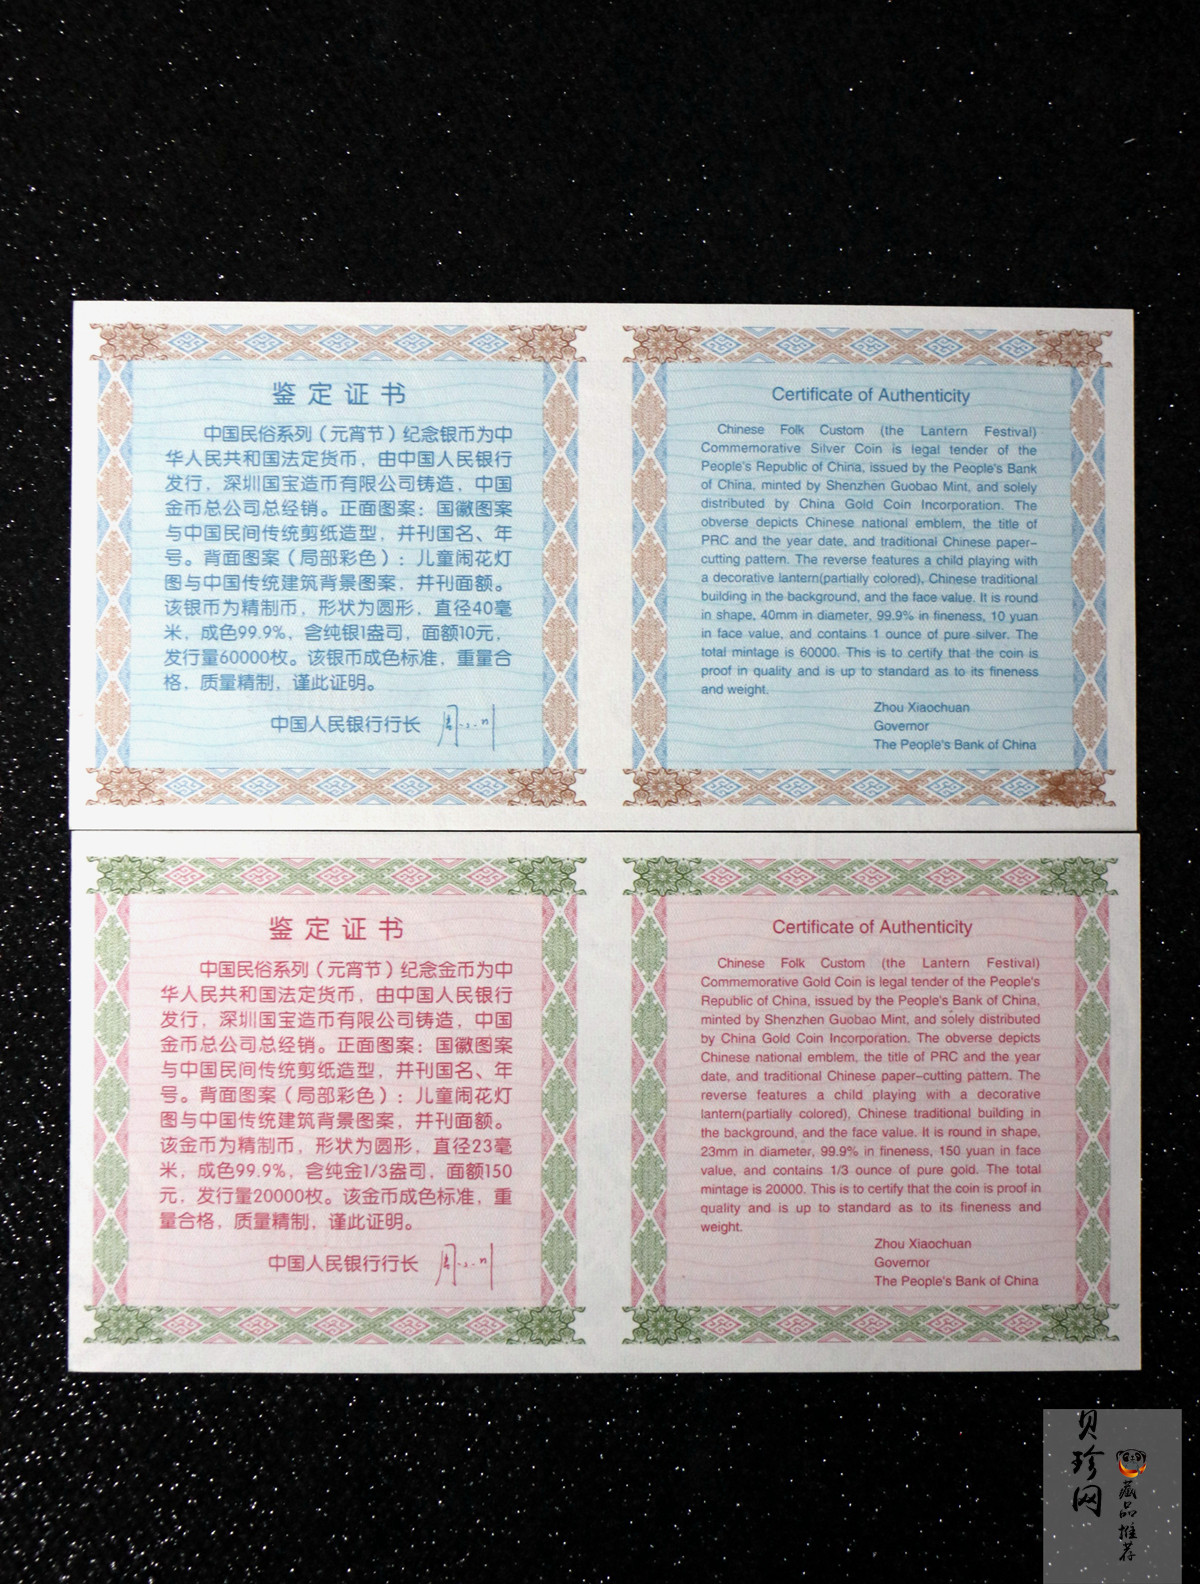 鉴定证书
中国民俗系列（元宵节）纪念银币为中
华人民共和国法定货币，由中国人民银行
发行，深圳国宝造币有限公司铸造，中国
金币总公司总经销。正面图案：国徽图案
与中国民间传统剪纸造型，并刊国名、年
号。背面图案（局部彩色）：儿童闹花灯
图与中国传统建筑背景图案，并刊面额。
该银币为精制币，形状为圆形，直径40毫
米，成色99.9%，含纯银1盎司，面额10元，
发行量60000枚。该银币成色标准，重量合
格，质量精制，谨此证明。
中国人民银行行长
Certificate of Authenticity
Chinese Folk Custom (the Lantern Festival)
Commemorative Silver Coin is legal tender of the
People's Republic of China, issued by the People's Bank
of China, minted by Shenzhen Guobao Mint, and solely
distributed by China Gold Coin Incorporation. The
obverse depicts Chinese national emblem, the title of
PRC and the year date, and traditional Chinese paper-
cutting pattern. The reverse features a child playing with
a decorative lantern(partially colored), Chinese traditional
building in the background, and the face value. It is round
in shape, 40mm in diameter, 99.9% in fineness, 10 yuan
in face value, and contains 1 ounce of pure silver. The
total mintage is 60000. This is to certify that the coin is
proof in quality and is up to standard as to its fineness
and weight.
Zhou Xiaochuan
Governor
The People's Bank of China
鉴定证书
中国民俗系列（元宵节）纪念金币为中
华人民共和国法定货币，由中国人民银行
发行，深圳国宝造币有限公司铸造，中国
金币总公司总经销。正面图案：国徽图案
与中国民间传统剪纸造型，并刊国名、年
号。背面图案（局部彩色）：儿童闹花灯
图与中国传统建筑背景图案，并刊面额。
该金币为精制币，形状为圆形，直径23毫
米，成色99.9%，含纯金1/3盎司，面额150
元，发行量20000枚。该金币成色标准，重
量合格，质量精制，谨此证明。
中国人民银行行长
Certificate of Authenticity
Chinese Folk Custom (the Lantern Festival)
Commemorative Gold Coin is legal tender of the People's
Republic of China, issued by the People's Bank of China,
minted by Shenzhen Guobao Mint, and solely distributed
by China Gold Coin Incorporation. The obverse depicts
Chinese national emblem, the title of PRC and the year
date, and traditional Chinese paper-cutting pattern. The
reverse features a child playing with a decorative
lantern(partially colored), Chinese traditional building in
the background, and the face value. It is round in shape,
23mm in diameter, 99.9% in fineness, 150 yuan in face
value, and contains 1/3 ounce of pure gold. The total
mintage is 20000. This is to certify that the coin is proof in
quality and is up to standard as to its fineness and
weight.
Zhou Xiaochuan
Governor
The People's Bank of China
贝珍网
藏品推荐